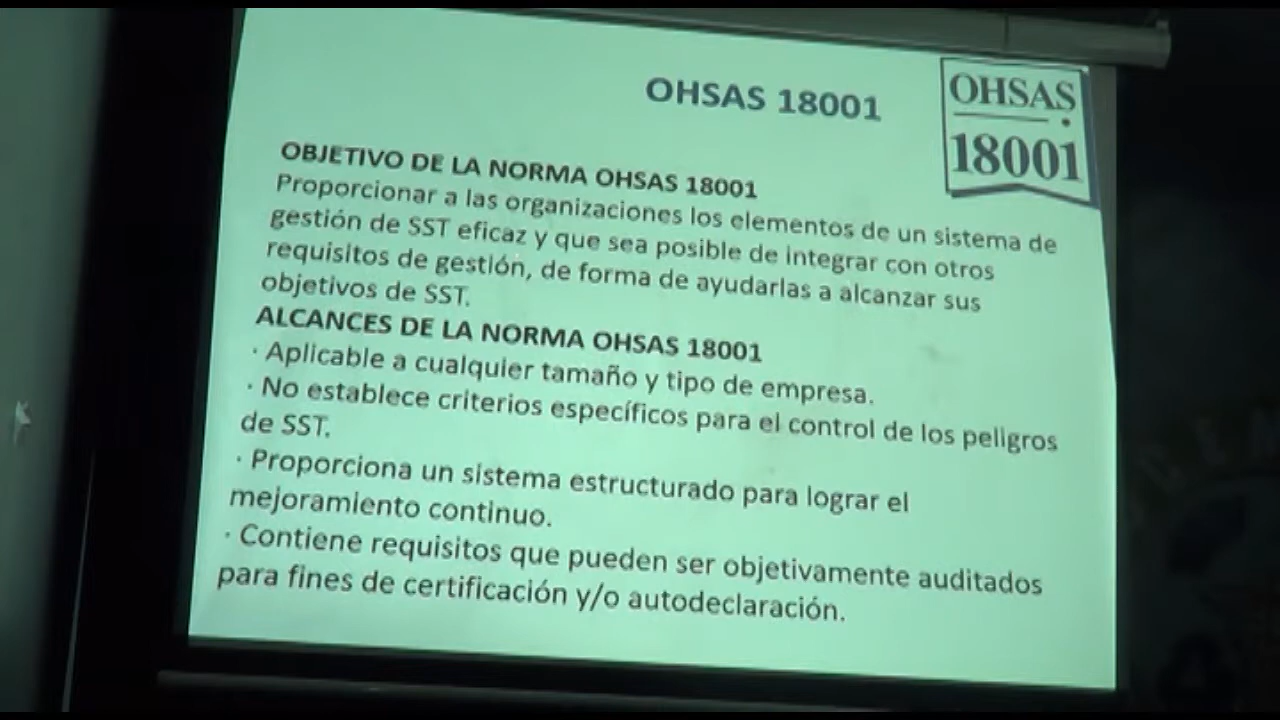 OHSAS 18001
OHSAS
18001
OBJETIVO DE LA NORMA OHSAS 18001
Proporcionar a las organizaciones los elementos de un sistema de
gestión de SST eficaz y que sea posible de integrar con otros
requisitos de gestión, de forma de ayudarlas a alcanzar sus
objetivos de SST.
ALCANCES DE LA NORMA OHSAS 18001
· Aplicable a cualquier tamaño y tipo de empresa.
· No establece criterios específicos para el control de los peligros
de SST.
· Proporciona un sistema estructurado para lograr el
mejoramiento continuo.
· Contiene requisitos que pueden ser objetivamente auditados
para fines de certificación y/o autodeclaración.